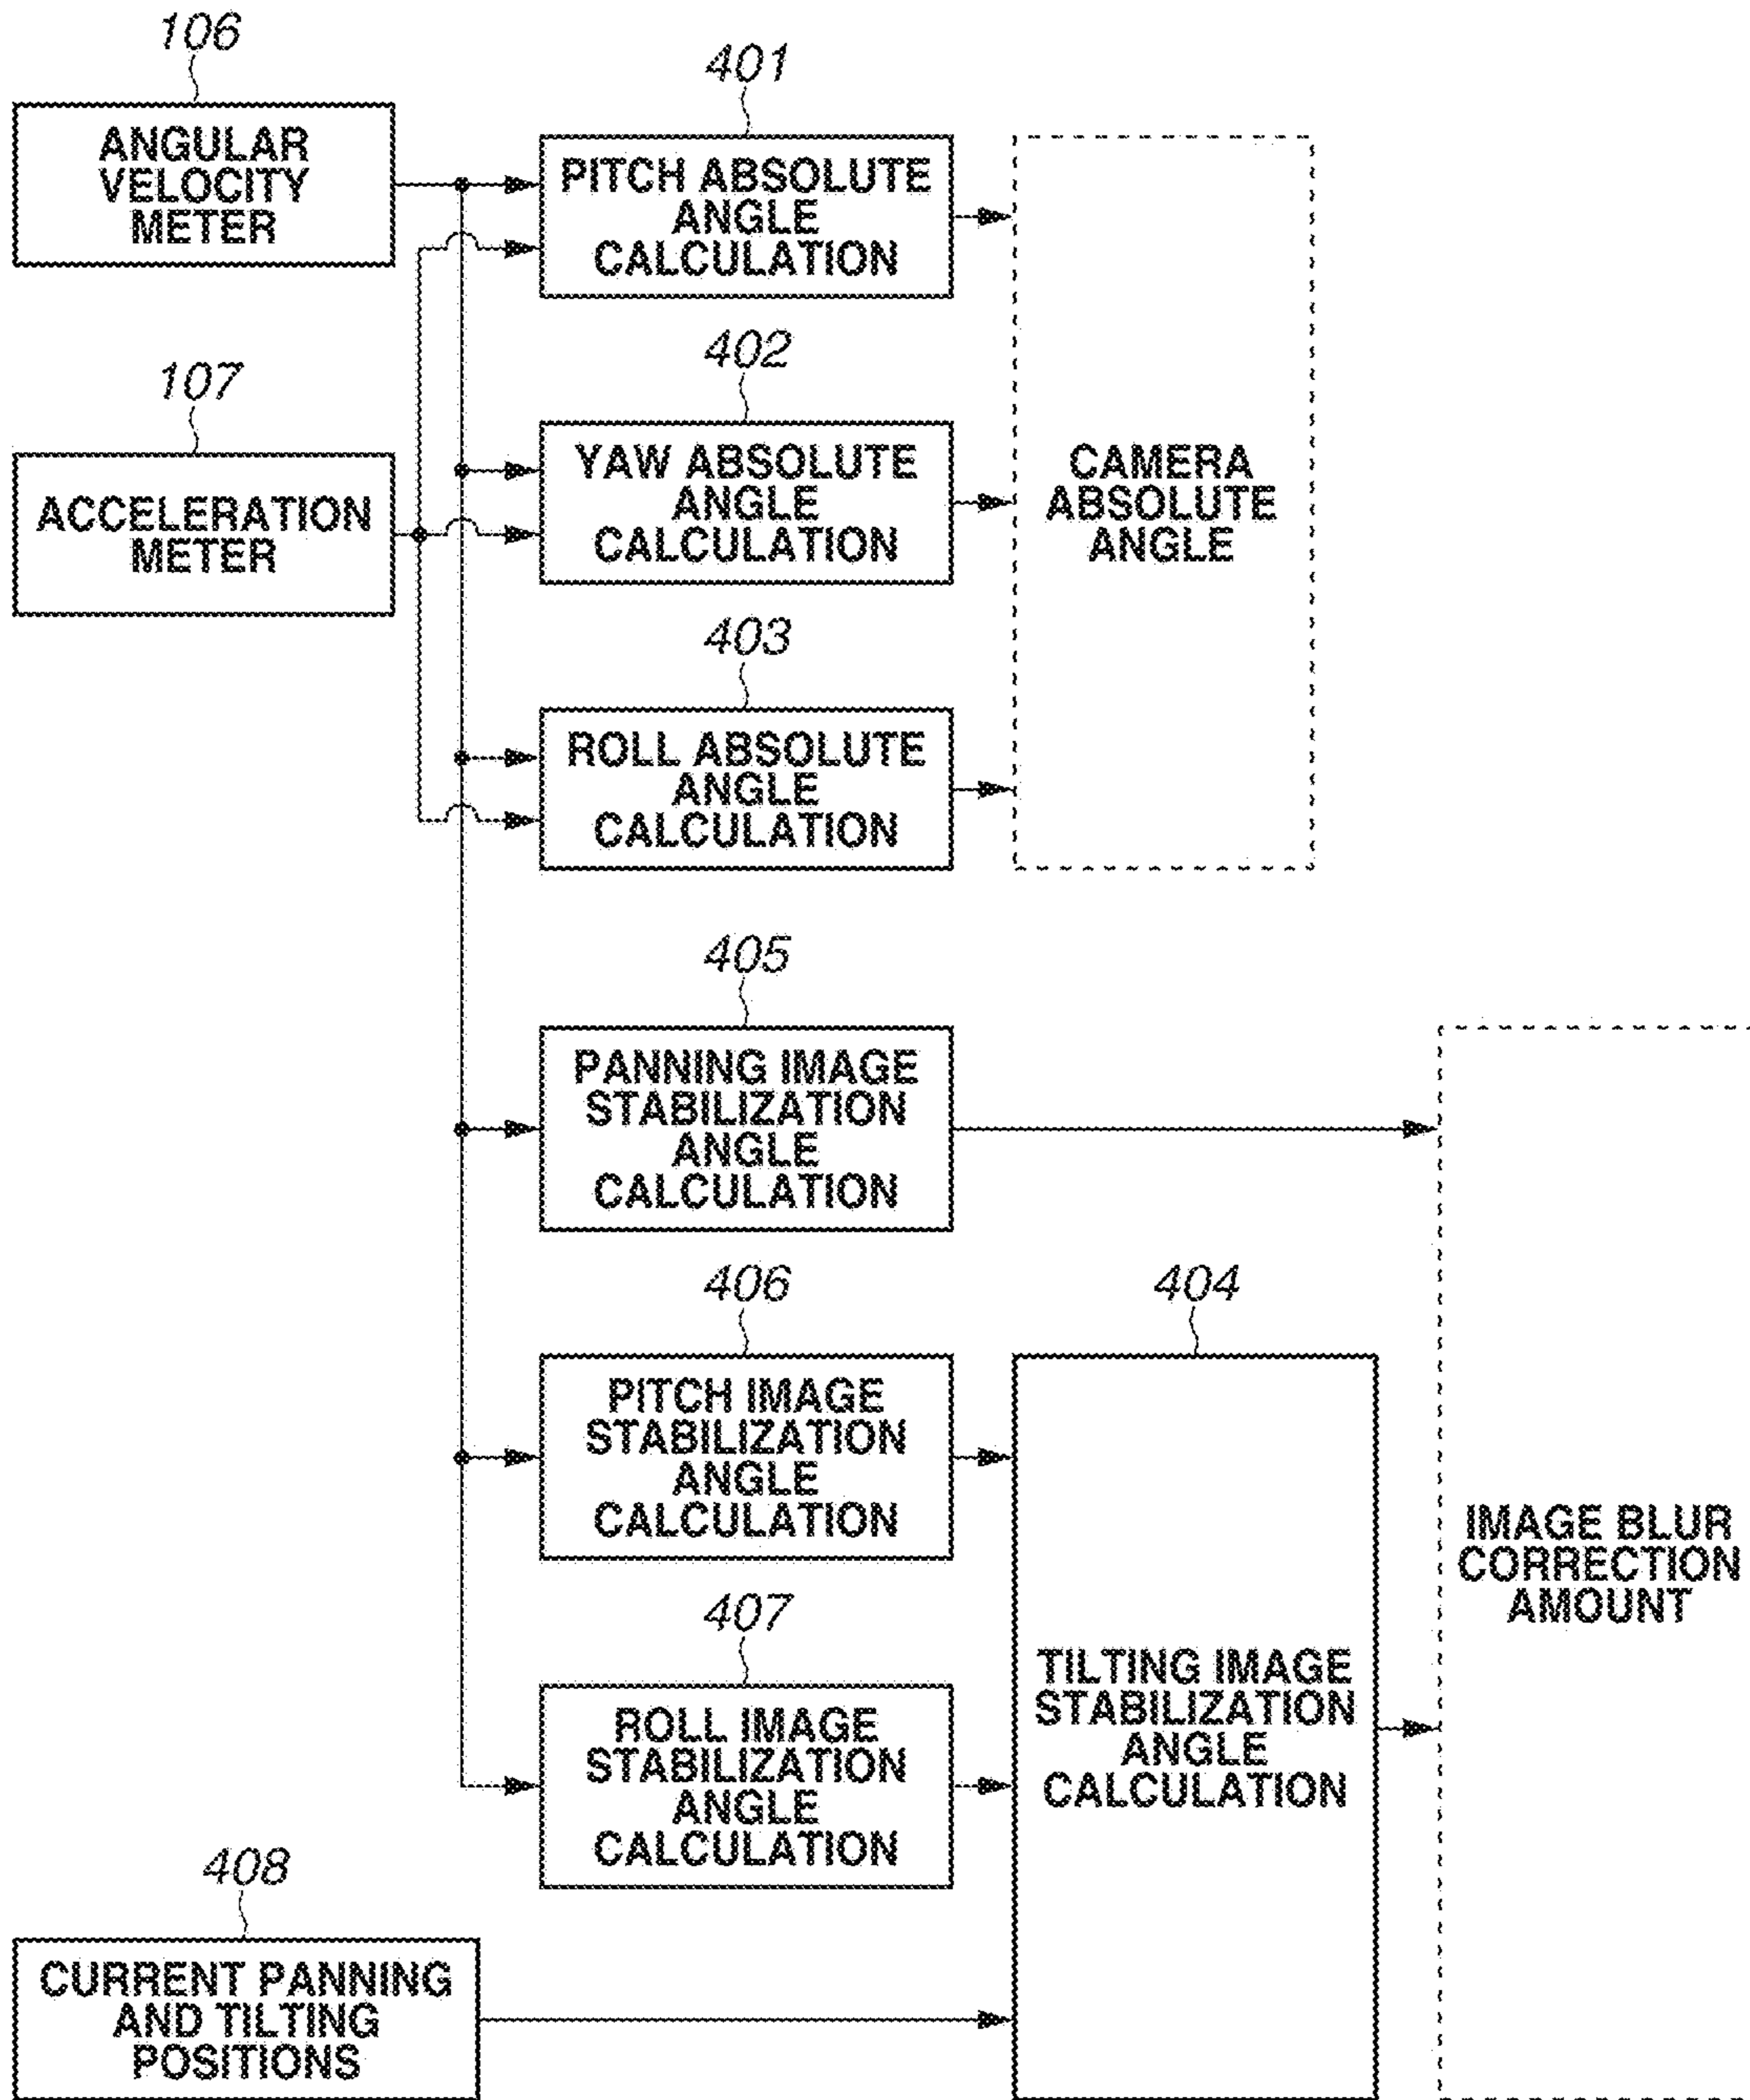 106
ANGULAR
VELOCITY
METER
401
PITCH ABSOLUTE
ANGLE
CALCULATION
107
ACCELERATION
METER
402
YAW ABSOLUTE
ANGLE
CALCULATION
CAMERA
ABSOLUTE
ANGLE
403
ROLL ABSOLUTE
ANGLE
CALCULATION
405
PANNING IMAGE
STABILIZATION
ANGLE
CALCULATION
406
PITCH IMAGE
STABILIZATION
ANGLE
CALCULATION
404
TILTING IMAGE
STABILIZATION
ANGLE
CALCULATION
IMAGE BLUR
CORRECTION
AMOUNT
407
ROLL IMAGE
STABILIZATION
ANGLE
CALCULATION
408
CURRENT PANNING
AND TILTING
POSITIONS